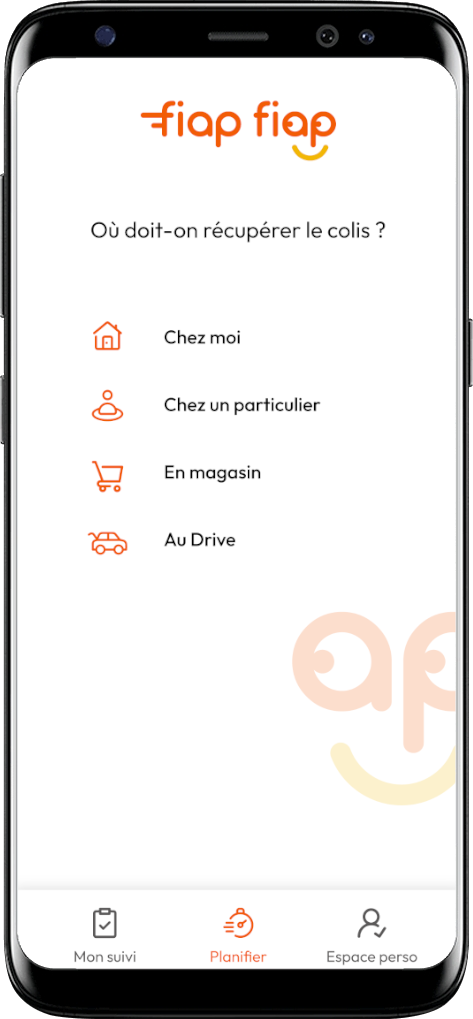 fiap fiap
Où doit-on récupérer le colis ?
Chez moi
Chez un particulier
En magasin
Au Drive
ap
Mon suivi
Planifier
Espace perso